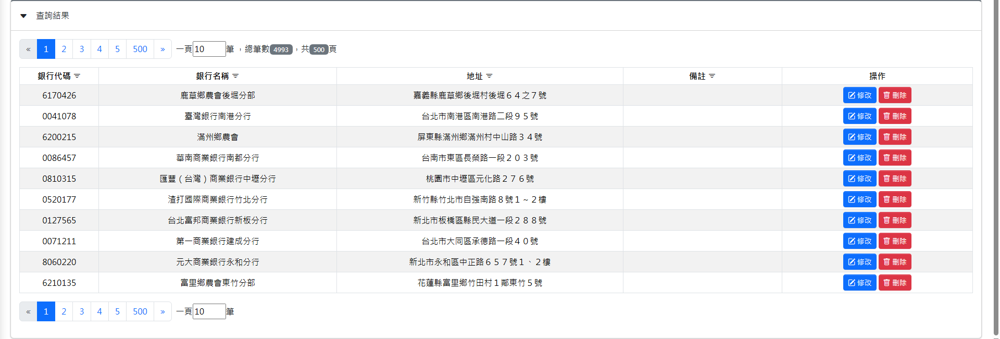 查詢結果
« 1 2 3 4 5 500 » 一頁 10 筆，總筆數 4993，共 500 頁
銀行代碼 銀行名稱 地址 備註 操作
6170426 鹿草鄉農會後堀分部 嘉義縣鹿草鄉後堀村後堀６４之７號 修改 刪除
0041078 臺灣銀行南港分行 台北市南港區南港路二段９５號 修改 刪除
6200215 滿州鄉農會 屏東縣滿州鄉滿州村中山路３４號 修改 刪除
0086457 華南商業銀行南都分行 台南市東區長榮路一段２０３號 修改 刪除
0810315 匯豐（台灣）商業銀行中壢分行 桃園市中壢區元化路２７６號 修改 刪除
0520177 渣打國際商業銀行竹北分行 新竹縣竹北市自強南路８號１～２樓 修改 刪除
0127565 台北富邦商業銀行新板分行 新北市板橋區縣民大道一段２８８號 修改 刪除
0071211 第一商業銀行建成分行 台北市大同區承德路一段４０號 修改 刪除
8060220 元大商業銀行永和分行 新北市永和區中正路６５７號１、２樓 修改 刪除
6210135 富里鄉農會東竹分部 花蓮縣富里鄉竹田村１鄰東竹５號 修改 刪除
« 1 2 3 4 5 500 » 一頁 10 筆